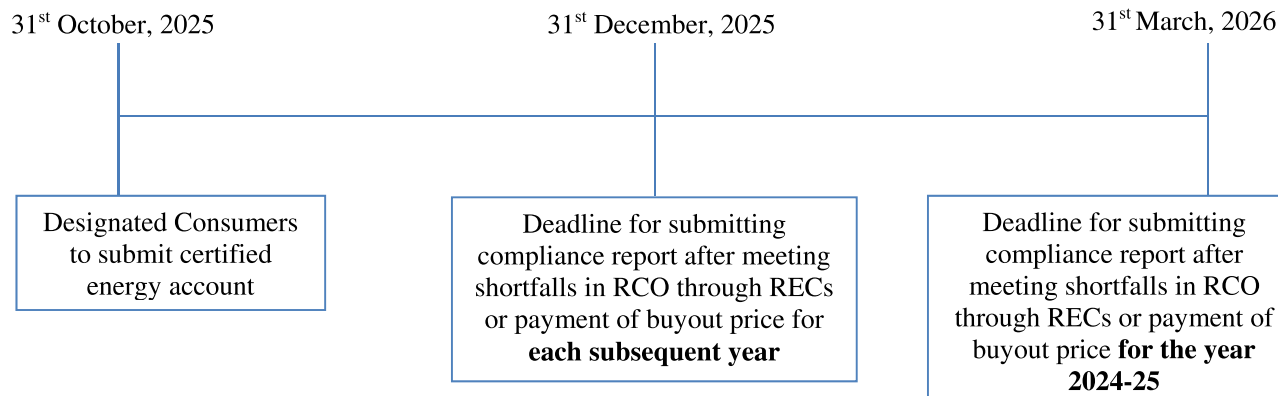 31st October, 2025
31st December, 2025
31st March, 2026
Designated Consumers
to submit certified
energy account
Deadline for submitting
compliance report after meeting
shortfalls in RCO through RECs
or payment of buyout price for
each subsequent year
Deadline for submitting
compliance report after
meeting shortfalls in RCO
through RECs or payment of
buyout price for the year
2024-25